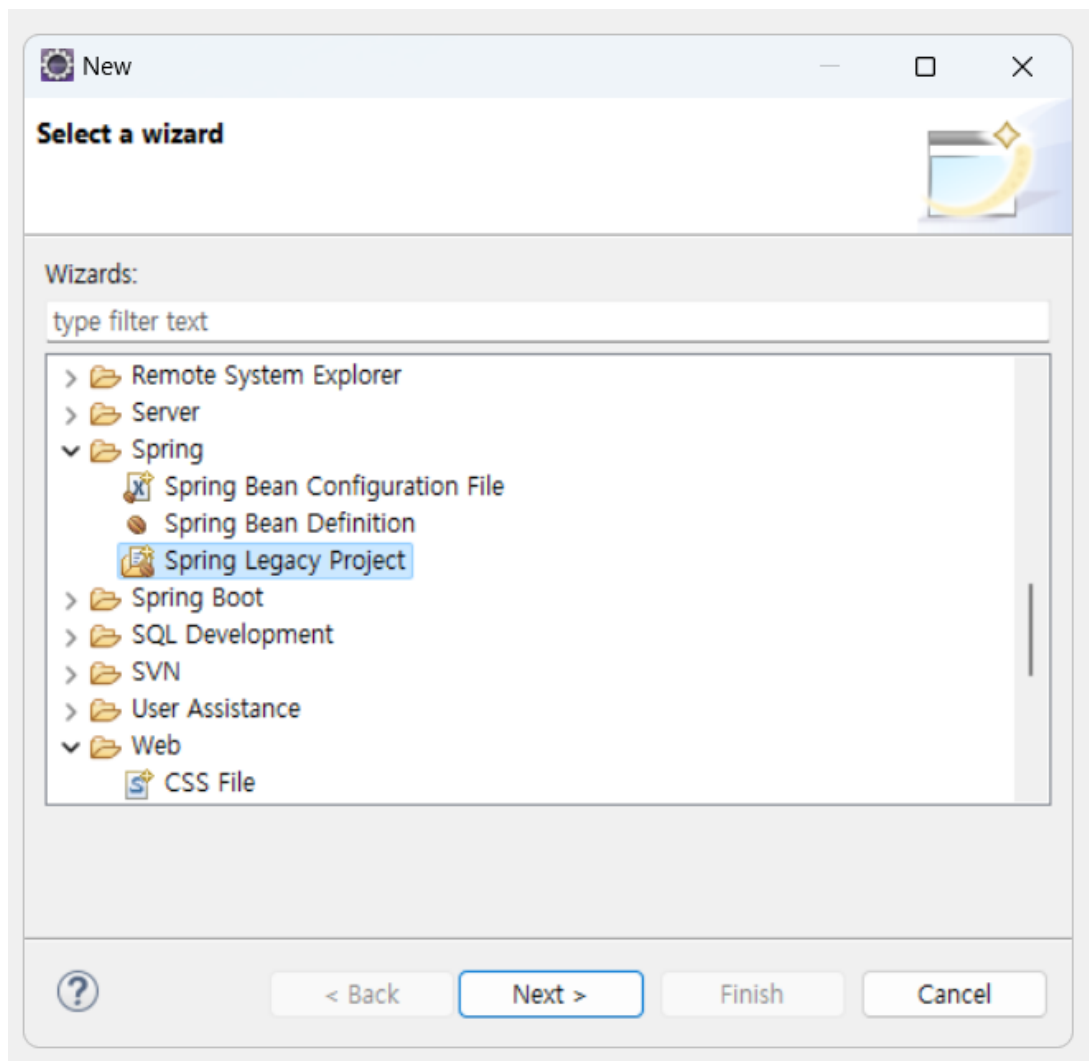 New
Select a wizard
Wizards:
type filter text
Remote System Explorer
Server
Spring
Spring Bean Configuration File
Spring Bean Definition
Spring Legacy Project
Spring Boot
SQL Development
SVN
User Assistance
Web
CSS File
< Back Next > Finish Cancel